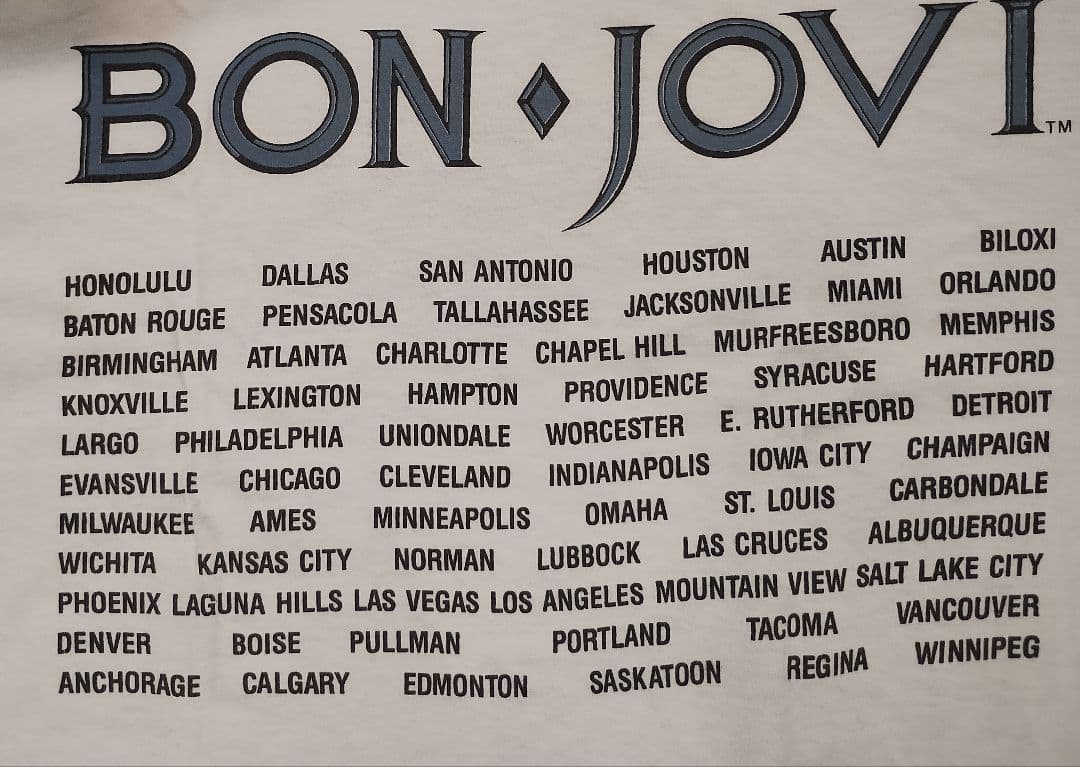 BON ♦ JOVI™
HONOLULU DALLAS SAN ANTONIO HOUSTON AUSTIN BILOXI
BATON ROUGE PENSACOLA TALLAHASSEE JACKSONVILLE MIAMI ORLANDO
BIRMINGHAM ATLANTA CHARLOTTE CHAPEL HILL MURFREESBORO MEMPHIS
KNOXVILLE LEXINGTON HAMPTON PROVIDENCE SYRACUSE HARTFORD
LARGO PHILADELPHIA UNIONDALE WORCESTER E. RUTHERFORD DETROIT
EVANSVILLE CHICAGO CLEVELAND INDIANAPOLIS IOWA CITY CHAMPAIGN
MILWAUKEE AMES MINNEAPOLIS OMAHA ST. LOUIS CARBONDALE
WICHITA KANSAS CITY NORMAN LUBBOCK LAS CRUCES ALBUQUERQUE
PHOENIX LAGUNA HILLS LAS VEGAS LOS ANGELES MOUNTAIN VIEW SALT LAKE CITY
DENVER BOISE PULLMAN PORTLAND TACOMA VANCOUVER
ANCHORAGE CALGARY EDMONTON SASKATOON REGINA WINNIPEG